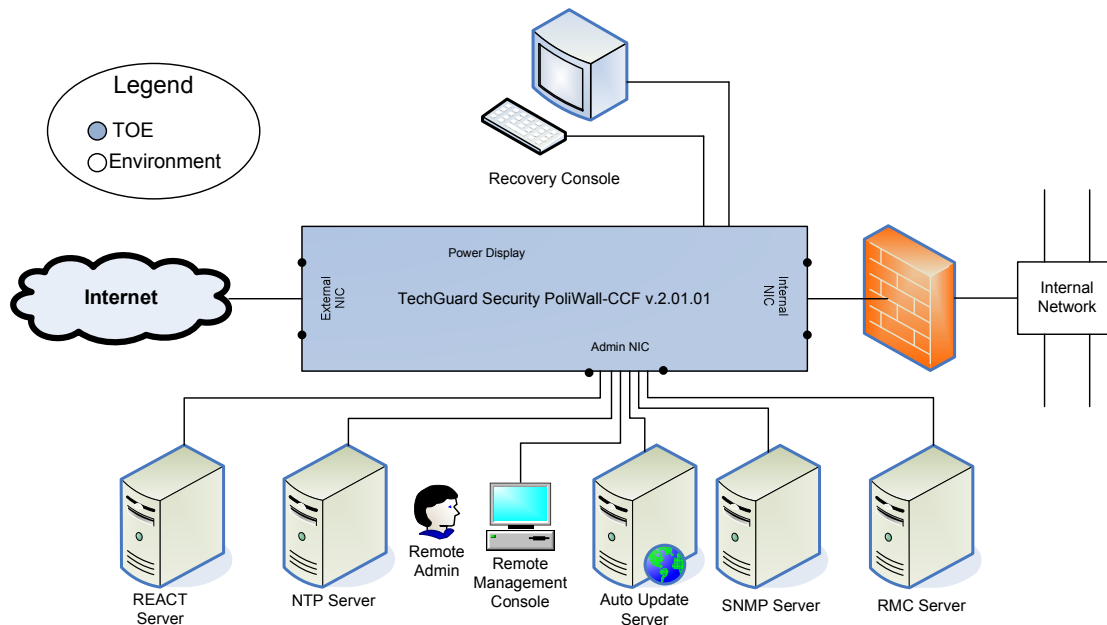 Legend
TOE
Environment
Recovery Console
Power Display
Internet
External
NIC
TechGuard Security PoliWall-CCF v.2.01.01
Internal
NIC
Internal
Network
Admin NIC
REACT
Server
NTP Server
Remote
Admin
Remote
Management
Console
Auto Update
Server
SNMP Server
RMC Server